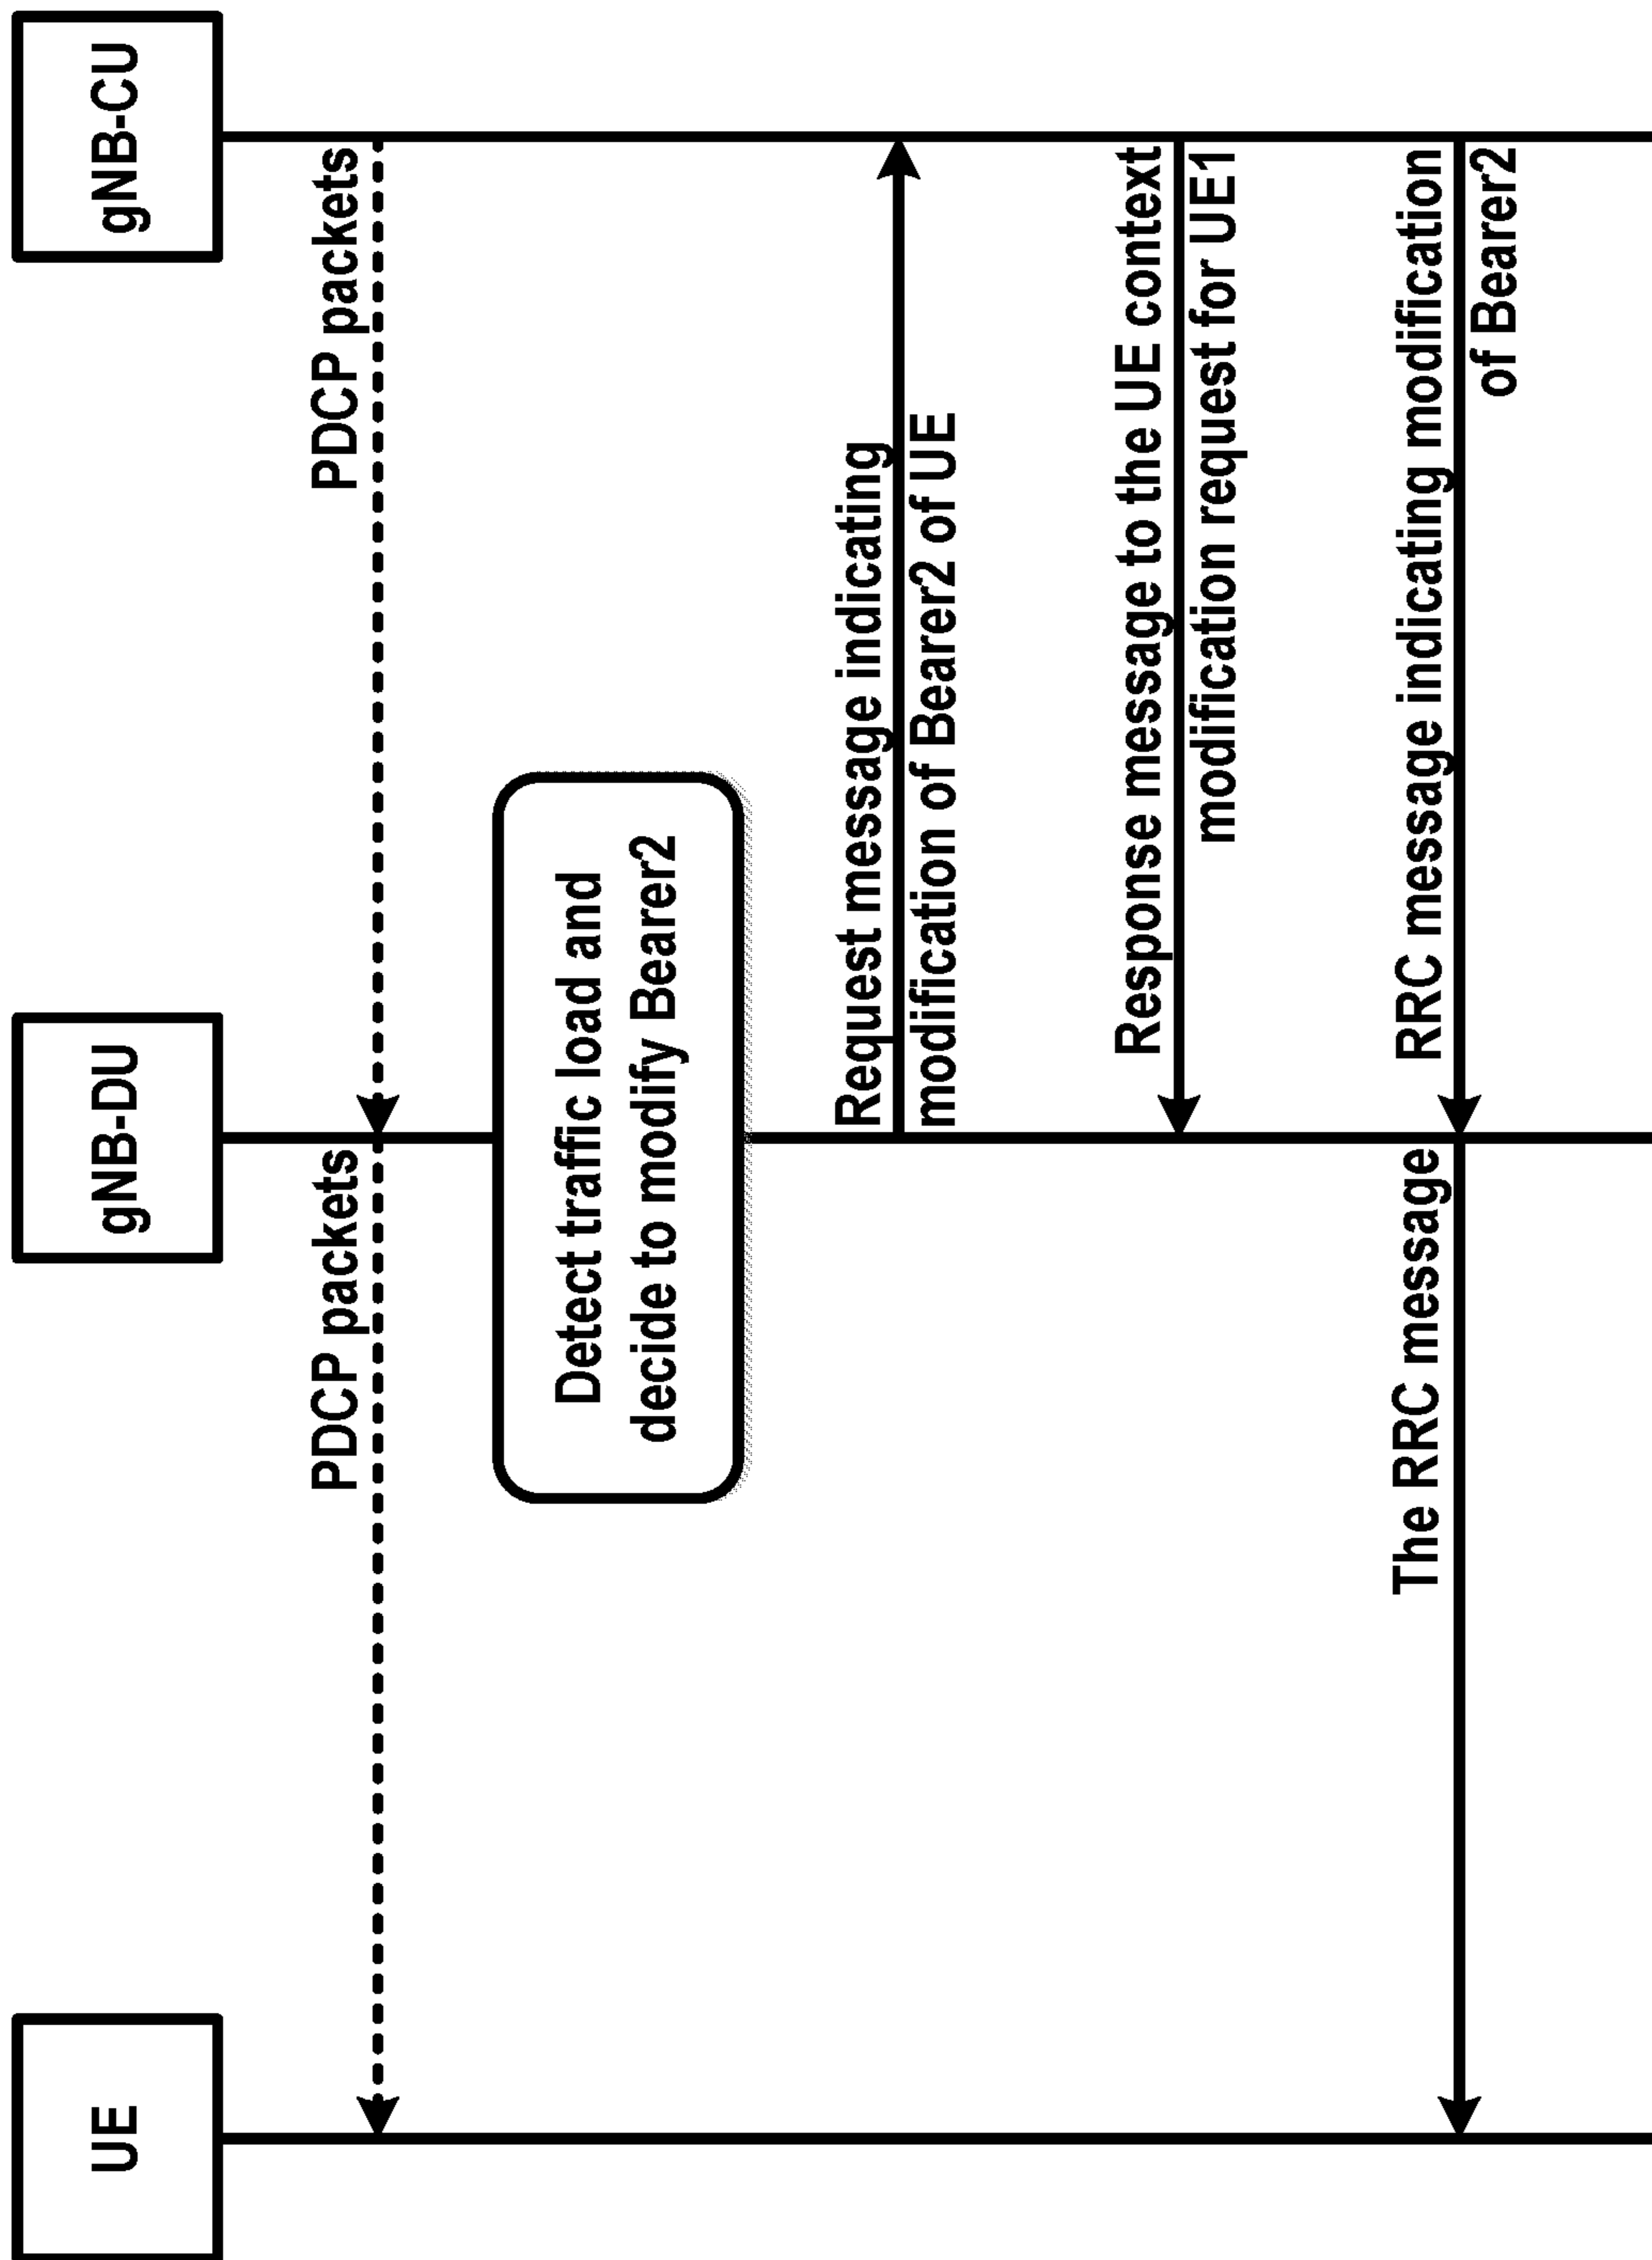 UE
gNB-DU
gNB-CU
PDCP packets
PDCP packets
Detect traffic load and
decide to modify Bearer2
Request message indicating
modification of Bearer2 of UE
Response message to the UE context
modification request for UE1
The RRC message
RRC message indicating modification
of Bearer2